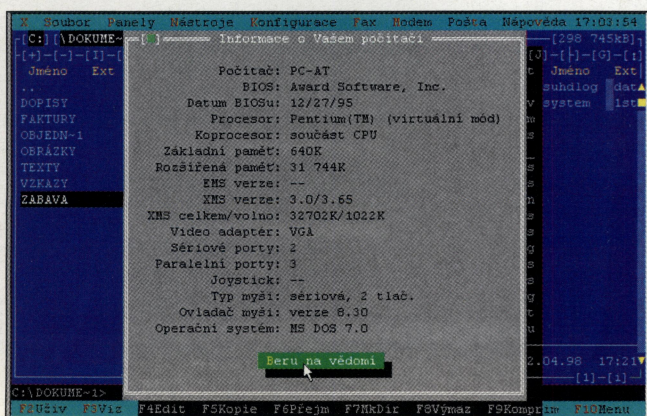 X Soubor Panely Nástroje Konfigurace Fax Modem Pošta Nápověda 17:03:54
[C:] [\DOKUME~
[298 745kB]
Informace o Vašem počítači
[+]-[-]-[I]-[
[J]-[├]-[G]-[:]
Jméno Ext
t Jméno Ext
..
DOPISY
FAKTURY
OBJEDN~1
OBRÁZKY
TEXTY
VZKAZY
ZABAVA
suhdlog dat
system 1st
Počítač: PC-AT
BIOS: Award Software, Inc.
Datum BIOSu: 12/27/95
Procesor: Pentium(TM) (virtuální mód)
Koprocesor: součást CPU
Základní paměť: 640K
Rozšířená paměť: 31 744K
EMS verze: --
XMS verze: 3.0/3.65
XMS celkem/volno: 32702K/1022K
Video adaptér: VGA
Sériové porty: 2
Paralelní porty: 3
Joystick: --
Typ myši: sériová, 2 tlač.
Ovladač myši: verze 8.30
Operační systém: MS DOS 7.0
Beru na vědomí
2.04.98 17:21
[1]-[i]
C:\DOKUME~1>
F2Uživ F3Viz F4Edit F5Kopie F6Přejm F7MkDir F8Výmaz F9Komprim F10Menu